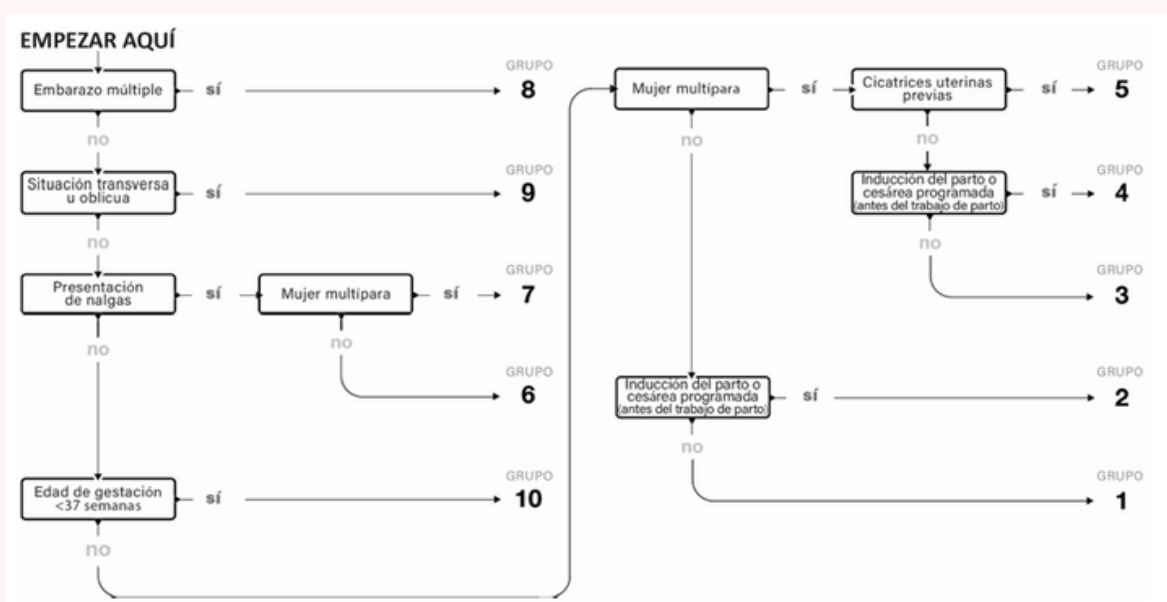 EMPEZAR AQUÍ
Embarazo múltiple
sí
GRUPO
8
no
Situación transversa
u oblicua
sí
GRUPO
9
no
Presentación
de nalgas
sí
Mujer multípara
sí
GRUPO
7
no
no
GRUPO
6
Edad de gestación
<37 semanas
sí
GRUPO
10
no
Mujer multípara
sí
Cicatrices uterinas
previas
sí
GRUPO
5
no
no
Inducción del parto o
cesárea programada
(antes del trabajo de parto)
sí
GRUPO
4
no
GRUPO
3
Inducción del parto o
cesárea programada
(antes del trabajo de parto)
sí
GRUPO
2
no
GRUPO
1